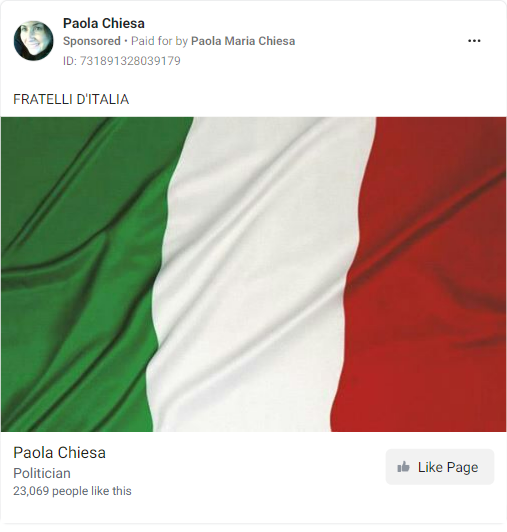 Paola Chiesa
Sponsored • Paid for by Paola Maria Chiesa
ID: 731891328039179
FRATELLI D'ITALIA
Paola Chiesa
Politician
23,069 people like this
Like Page